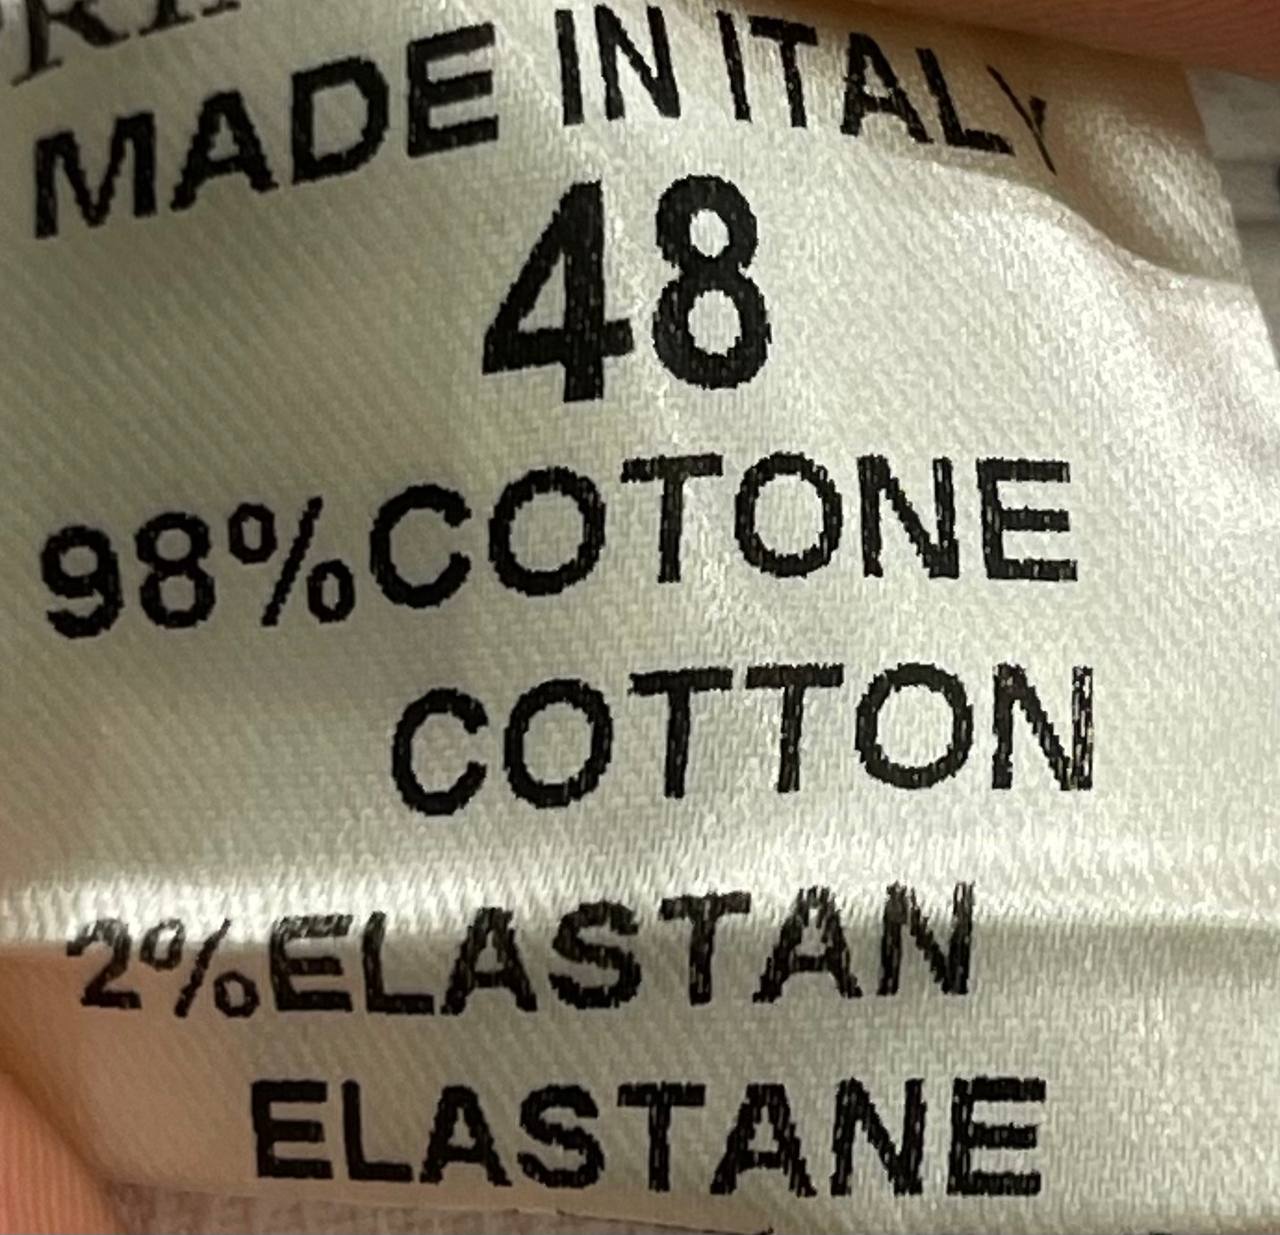 MADE IN ITALY
48
98%COTONE
COTTON
2%ELASTAN
ELASTANE